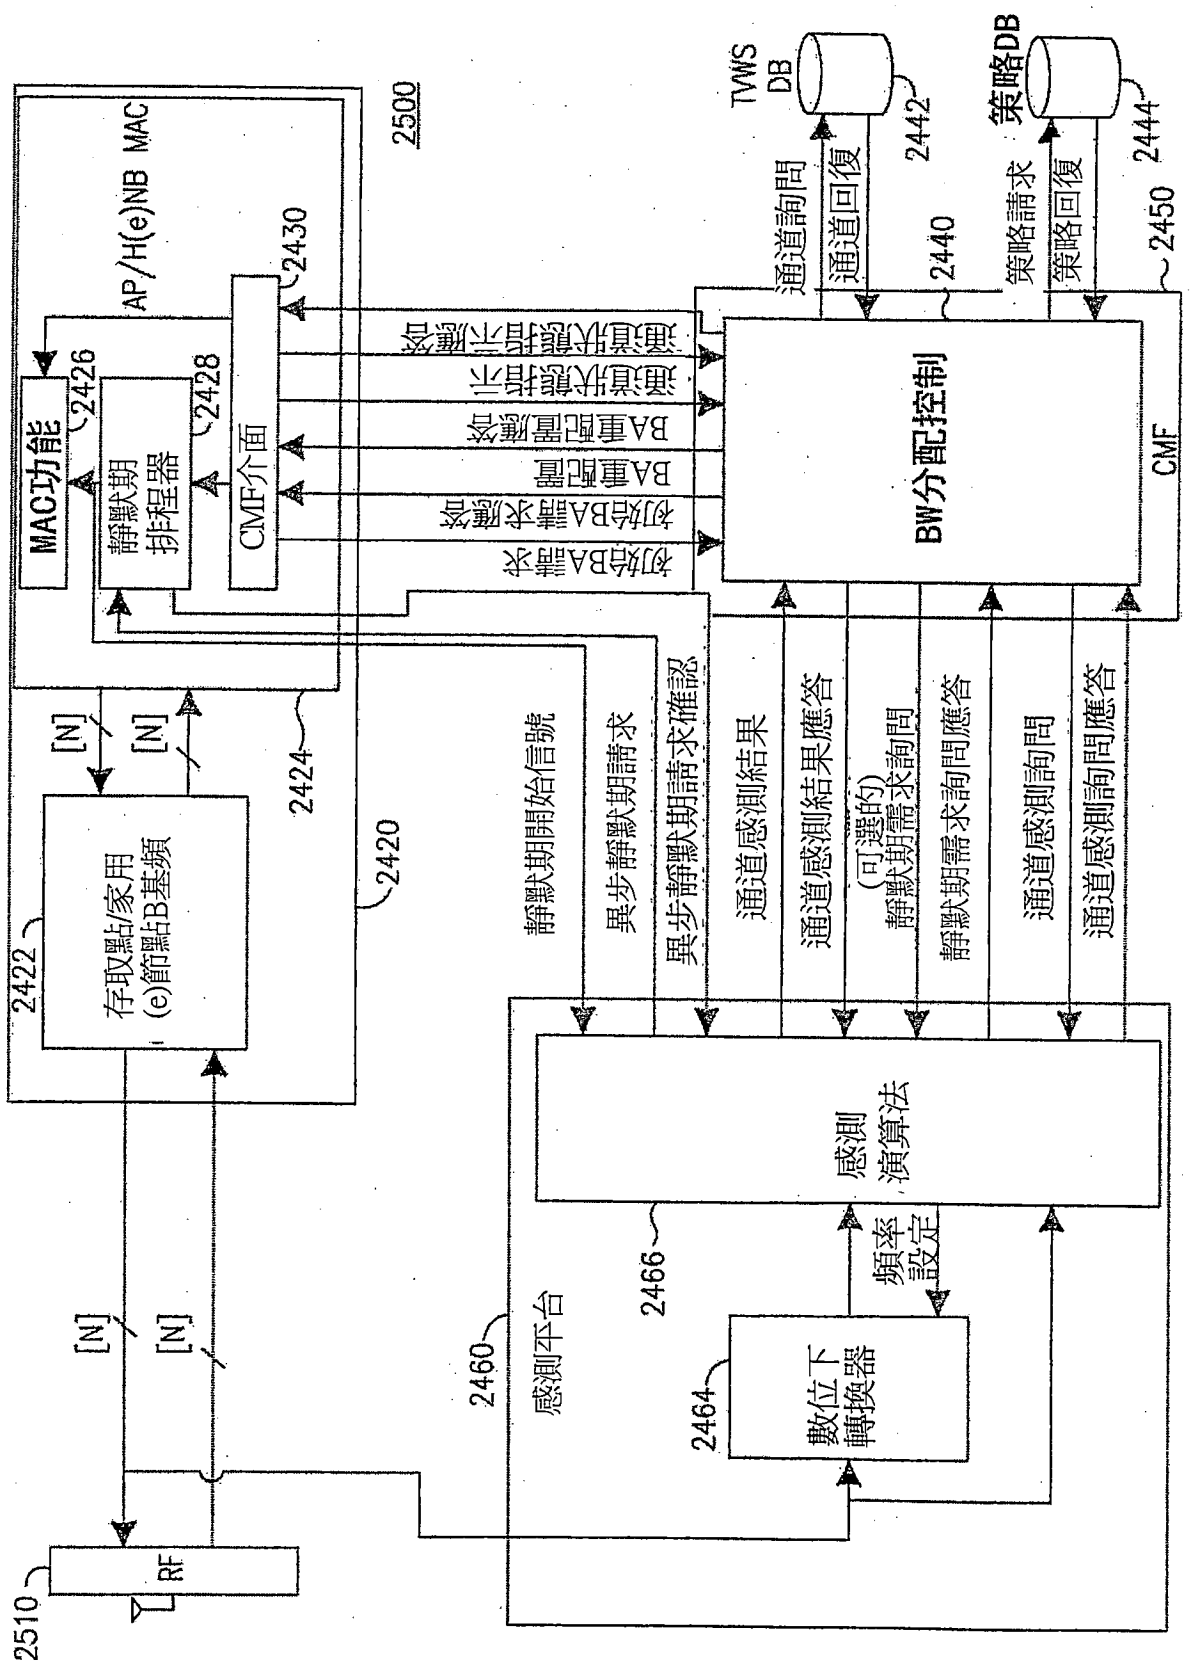 2510
RF
[N]
[N]
2422
存取點/家用
(e)節點B基頻
2420
[N]
[N]
2424
AP/H(e)NB MAC
MAC功能
2426
靜默期
排程器
2428
CMF介面
2430
2500
初始BA請求
初始BA請求應答
BA重配置
BA重配置應答
通道狀態指示
通道狀態指示應答
靜默期開始信號
異步靜默期請求
異步靜默期請求確認
通道感測結果
通道感測結果應答
(可選的)
靜默期需求詢問
靜默期需求詢問應答
通道感測詢問
通道感測詢問應答
2460
感測平台
2464
數位下
轉換器
頻率
設定
2466
感測
演算法
BW分配控制
2440
CMF
2450
通道詢問
通道回復
TVWS
DB
2442
策略請求
策略回復
策略DB
2444